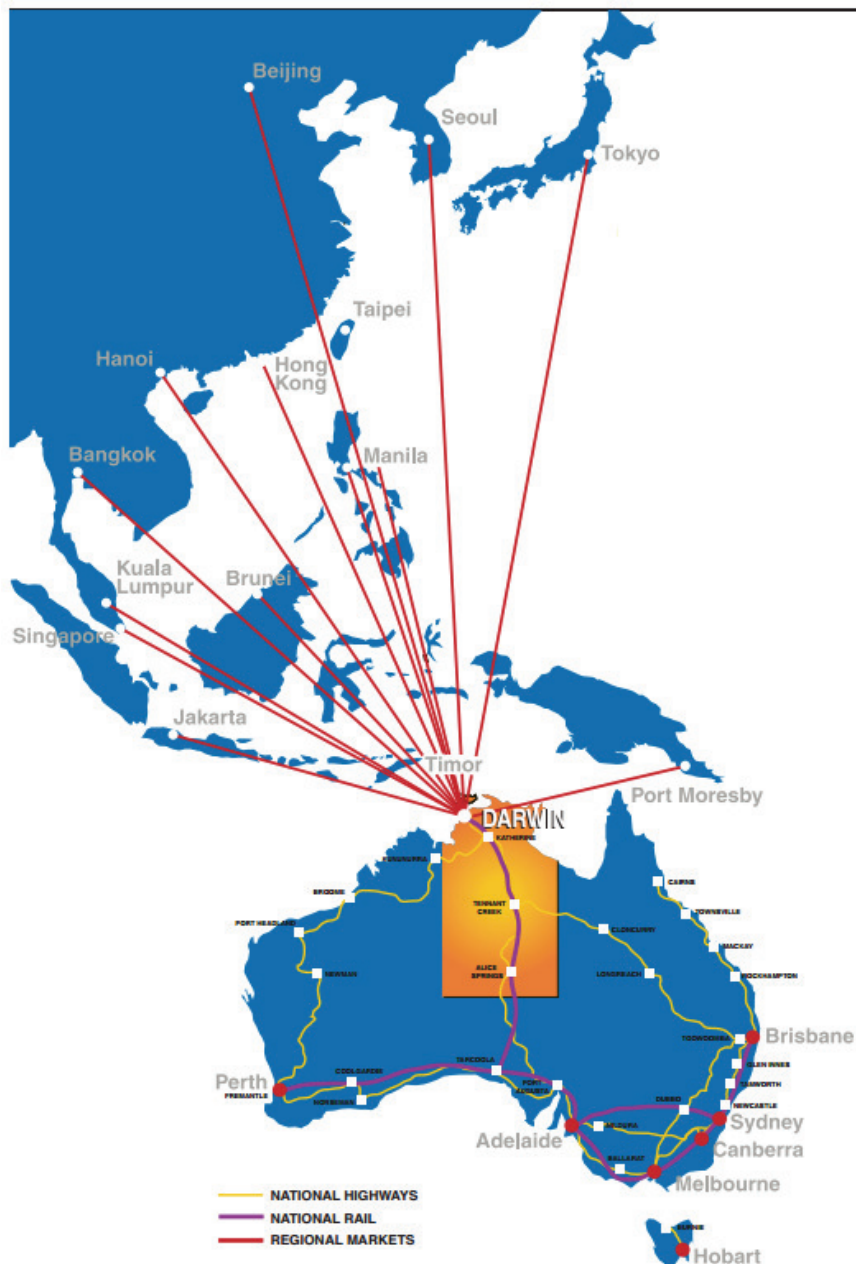 Beijing
Seoul
Tokyo
Taipei
Hanoi
Hong
Kong
Bangkok
Manila
Kuala
Lumpur
Brunei
Singapore
Jakarta
Timor
Port Moresby
DARWIN
KATHERINE
KUNUNURRA
CAIRNS
BROOME
TENNANT
CREEK
TOWNSVILLE
PORT HEADLAND
CLONCURRY
MACKAY
ALICE
SPRINGS
NEWMAN
LONGREACH
ROCKHAMPTON
TOOWOOMBA
Brisbane
TARCOOLA
GLEN INNES
COOLGARDIE
Perth
FREMANTLE
PORT
AUGUSTA
TAMWORTH
NORSEMAN
DUBBO
NEWCASTLE
Sydney
Adelaide
MILDURA
Canberra
BALLARAT
Melbourne
NATIONAL HIGHWAYS
NATIONAL RAIL
REGIONAL MARKETS
BURNIE
Hobart